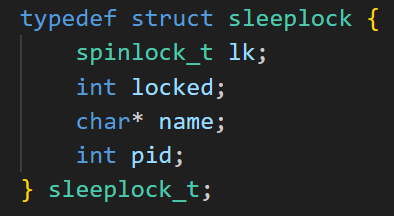 typedef struct sleeplock {
    spinlock_t lk;
    int locked;
    char* name;
    int pid;
} sleeplock_t;